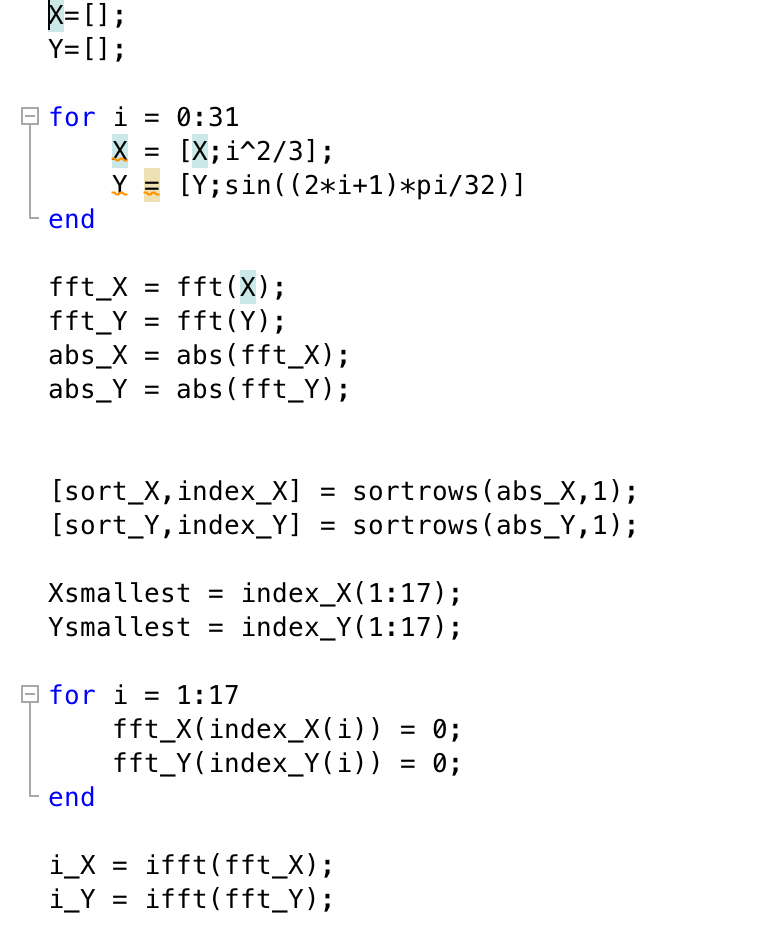 X=[];
Y=[];
for i = 0:31
X = [X;i^2/3];
Y = [Y;sin((2*i+1)*pi/32)]
end
fft_X = fft(X);
fft_Y = fft(Y);
abs_X = abs(fft_X);
abs_Y = abs(fft_Y);
[sort_X,index_X] = sortrows(abs_X,1);
[sort_Y,index_Y] = sortrows(abs_Y,1);
Xsmallest = index_X(1:17);
Ysmallest = index_Y(1:17);
for i = 1:17
fft_X(index_X(i)) = 0;
fft_Y(index_Y(i)) = 0;
end
i_X = ifft(fft_X);
i_Y = ifft(fft_Y);